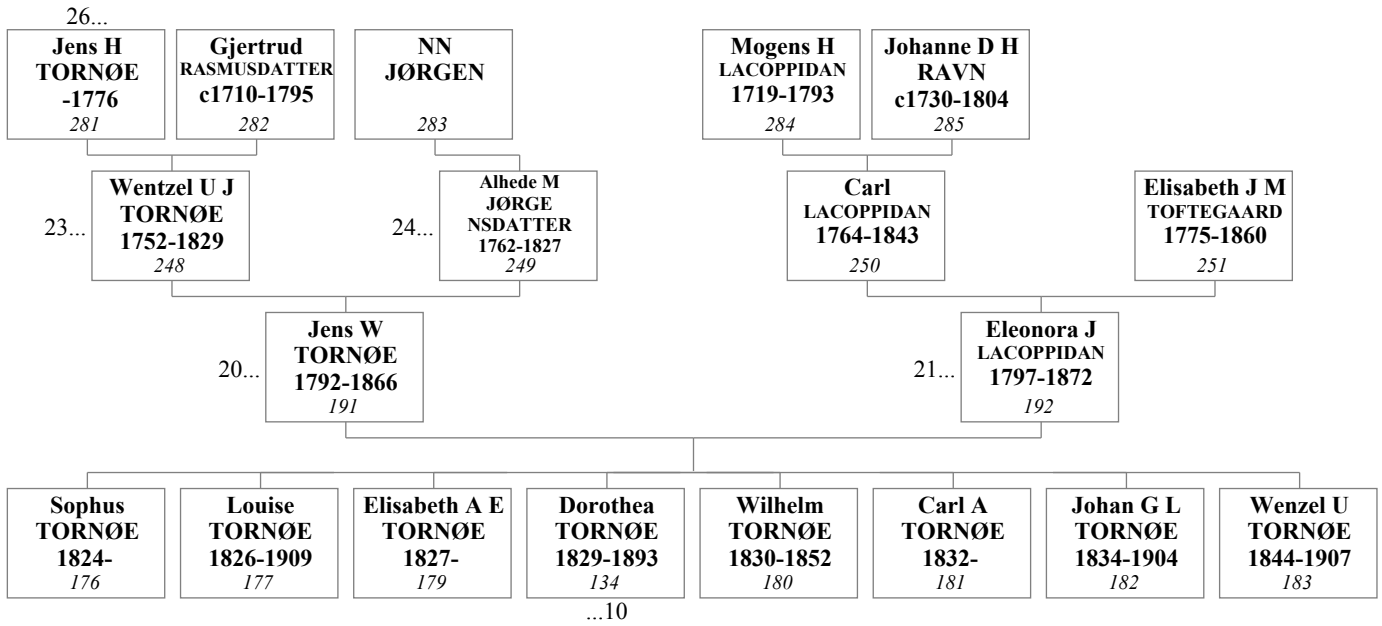 26...
Jens H
TORNØE
-1776
281
Gjertrud
RASMUSDATTER
c1710-1795
282
NN
JØRGEN
283
Mogens H
LACOPPIDAN
1719-1793
284
Johanne D H
RAVN
c1730-1804
285
23...
Wentzel U J
TORNØE
1752-1829
248
24...
Alhede M
JØRGE
NSDATTER
1762-1827
249
Carl
LACOPPIDAN
1764-1843
250
Elisabeth J M
TOFTEGAARD
1775-1860
251
20...
Jens W
TORNØE
1792-1866
191
21...
Eleonora J
LACOPPIDAN
1797-1872
192
Sophus
TORNØE
1824-
176
Louise
TORNØE
1826-1909
177
Elisabeth A E
TORNØE
1827-
179
Dorothea
TORNØE
1829-1893
134
Wilhelm
TORNØE
1830-1852
180
Carl A
TORNØE
1832-
181
Johan G L
TORNØE
1834-1904
182
Wenzel U
TORNØE
1844-1907
183
...10